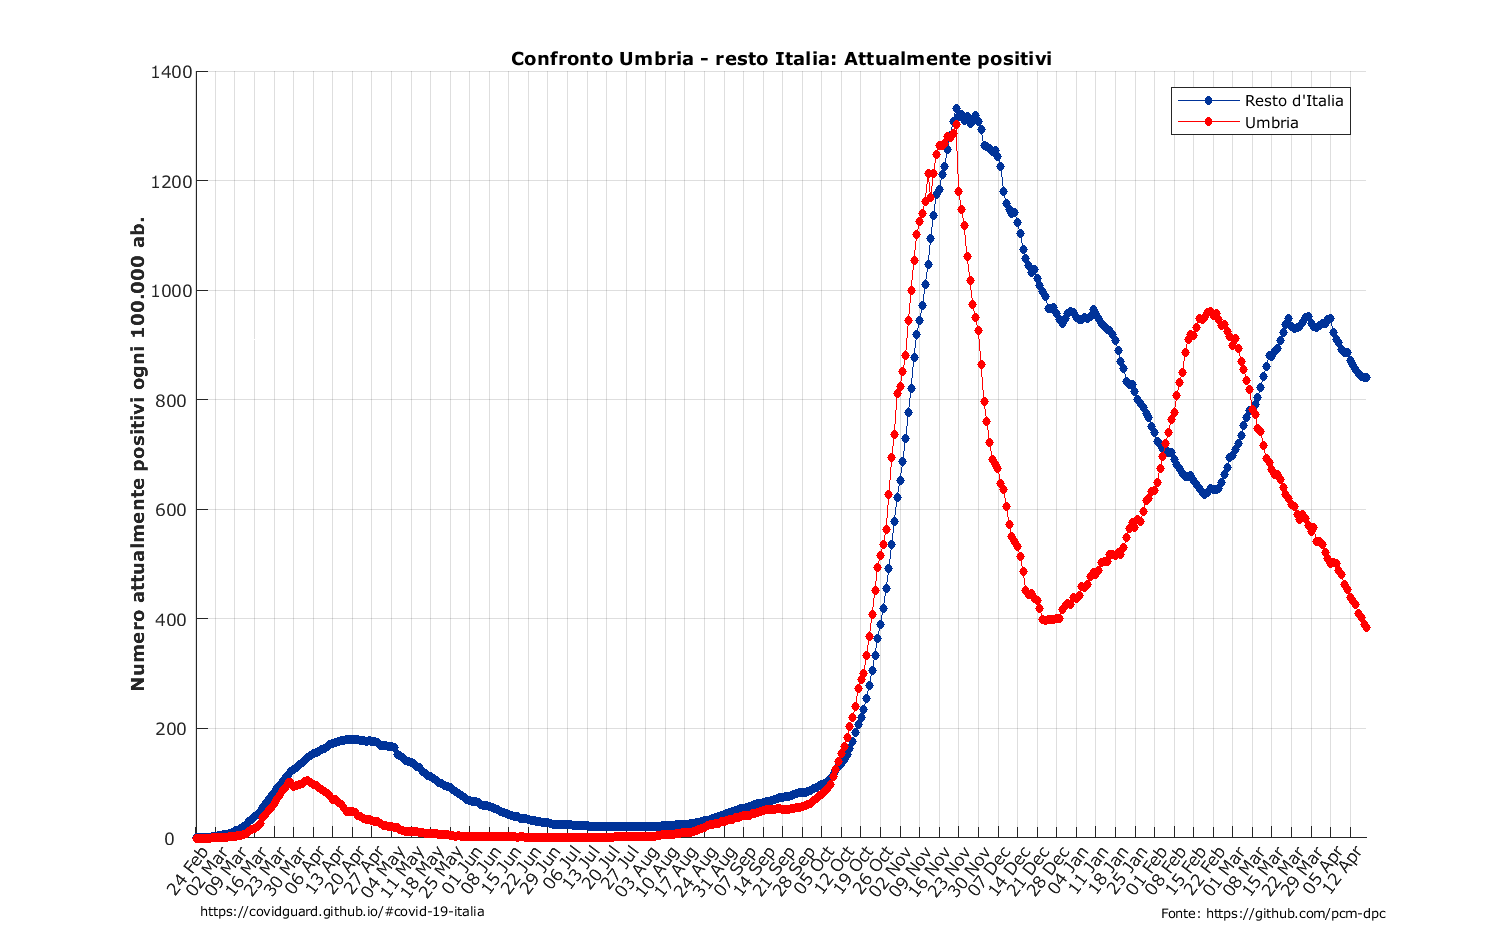 Confronto Umbria - resto Italia: Attualmente positivi
Numero attualmente positivi ogni 100.000 ab.
1400
1200
1000
800
600
400
200
0
Resto d'Italia
Umbria
24 Feb
02 Mar
09 Mar
16 Mar
23 Mar
30 Mar
06 Apr
13 Apr
20 Apr
27 Apr
04 May
11 May
18 May
25 May
01 Jun
08 Jun
15 Jun
22 Jun
29 Jun
06 Jul
13 Jul
20 Jul
27 Jul
03 Aug
10 Aug
17 Aug
24 Aug
31 Aug
07 Sep
14 Sep
21 Sep
28 Sep
05 Oct
12 Oct
19 Oct
26 Oct
02 Nov
09 Nov
16 Nov
23 Nov
30 Nov
07 Dec
14 Dec
21 Dec
28 Dec
04 Jan
11 Jan
18 Jan
25 Jan
01 Feb
08 Feb
15 Feb
22 Feb
01 Mar
08 Mar
15 Mar
22 Mar
29 Mar
05 Apr
12 Apr
https://covidguard.github.io/#covid-19-italia
Fonte: https://github.com/pcm-dpc